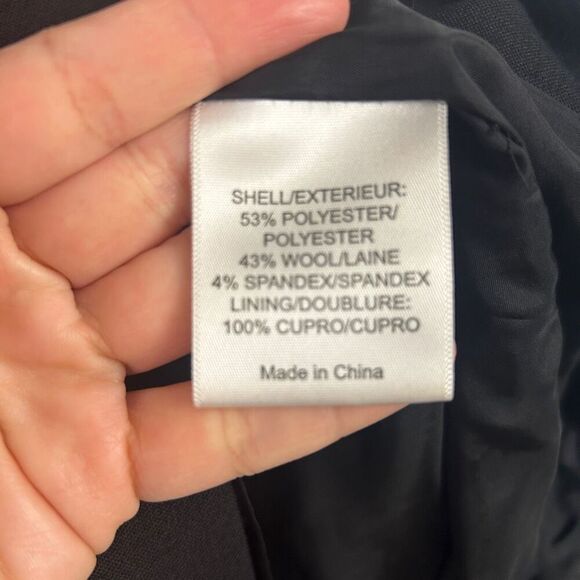 SHELL/EXTERIEUR:
53% POLYESTER/
POLYESTER
43% WOOL/LAINE
4% SPANDEX/SPANDEX
LINING/DOUBLURE:
100% CUPRO/CUPRO
Made in China